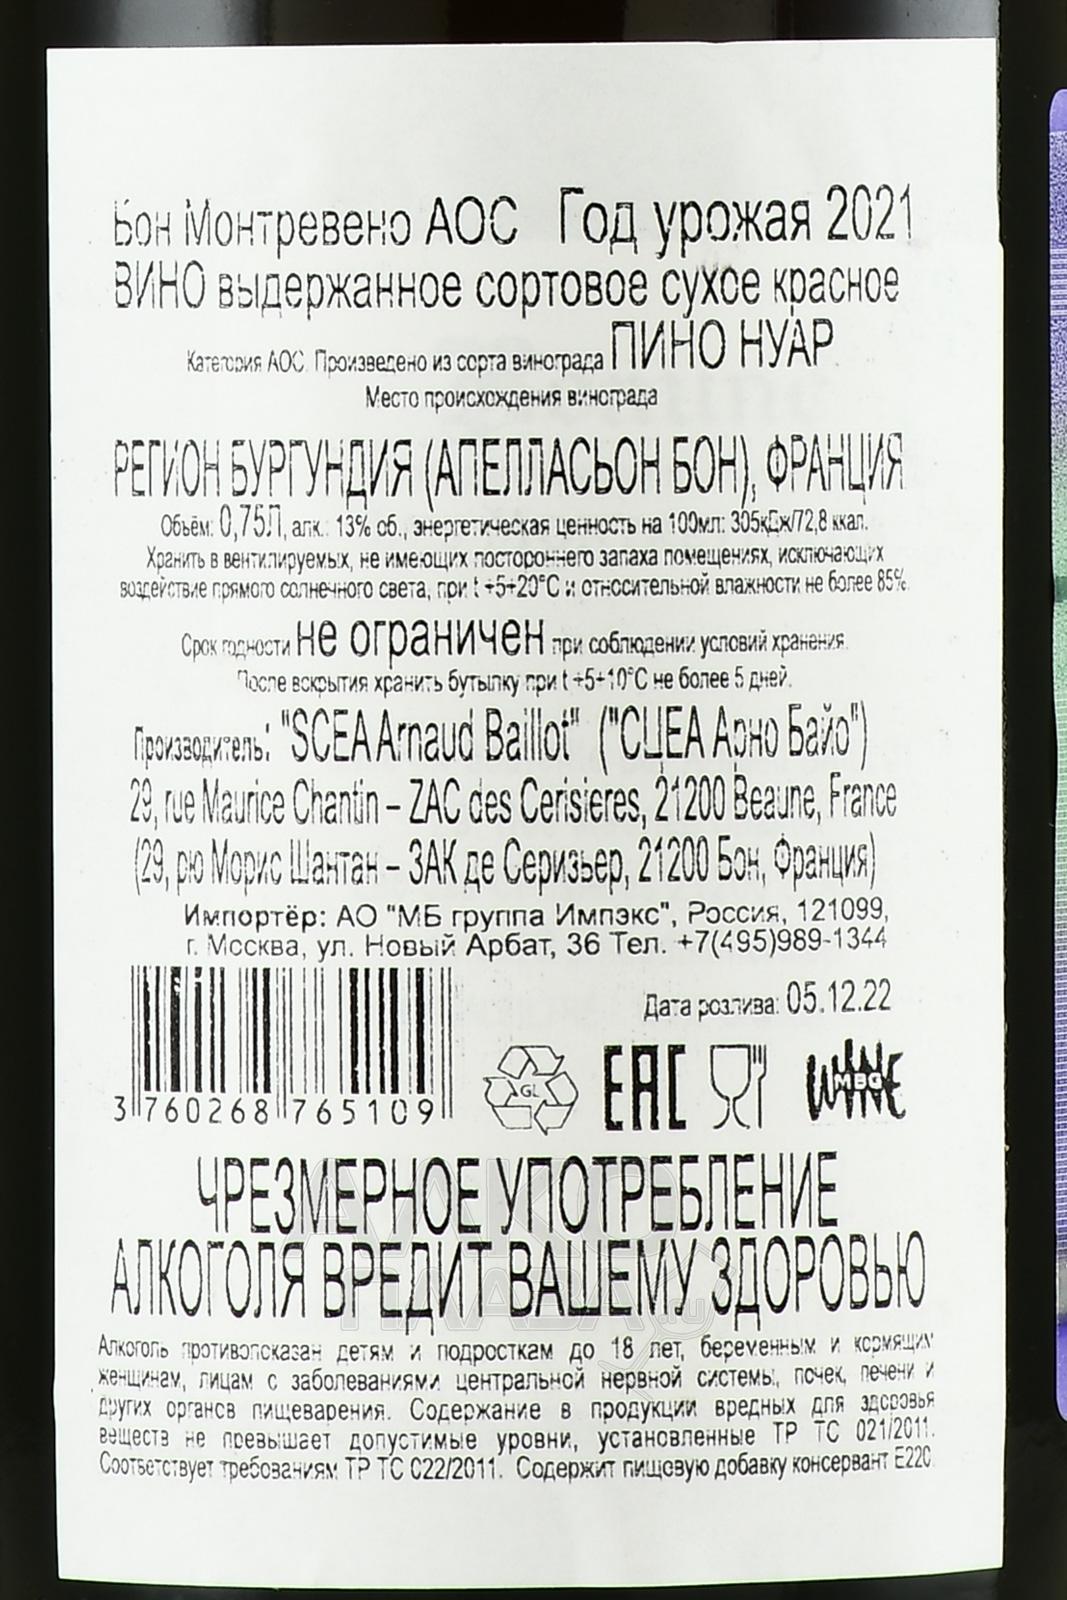 Бон Монтревено АОС Год урожая 2021
ВИНО выдержанное сортовое сухое красное
Категория АОС. Произведено из сорта винограда ПИНО НУАР
Место происхождения винограда
РЕГИОН БУРГУНДИЯ (АПЕЛЛАСЬОН БОН), ФРАНЦИЯ
Объём: 0,75Л, алк.: 13% об., энергетическая ценность на 100мл: 305кДж/72,8 ккал.
Хранить в вентилируемых, не имеющих постороннего запаха помещениях, исключающих
воздействие прямого солнечного света, при t +5+20°C и относительной влажности не более 85%.
Срок годности не ограничен при соблюдении условий хранения.
После вскрытия хранить бутылку при t +5+10°C не более 5 дней.
Производитель: "SCEA Arnaud Baillot" ("СЦЕА Арно Байо")
29, rue Maurice Chantin – ZAC des Cerisieres, 21200 Beaune, France
(29, рю Морис Шантан – ЗАК де Серизьер, 21200 Бон, Франция)
Импортёр: АО "МБ группа Импэкс", Россия, 121099,
г. Москва, ул. Новый Арбат, 36 Тел. +7(495)989-1344
Дата розлива: 05.12.22
3 760268 765109
GL
EAC
WINE
MBG
ЧРЕЗМЕРНОЕ УПОТРЕБЛЕНИЕ
АЛКОГОЛЯ ВРЕДИТ ВАШЕМУ ЗДОРОВЬЮ
Алкоголь противопоказан детям и подросткам до 18 лет, беременным и кормящим
женщинам, лицам с заболеваниями центральной нервной системы, почек, печени и
других органов пищеварения. Содержание в продукции вредных для здоровья
веществ не превышает допустимые уровни, установленные ТР ТС 021/2011.
Соответствует требованиям ТР ТС 022/2011. Содержит пищевую добавку консервант Е220.